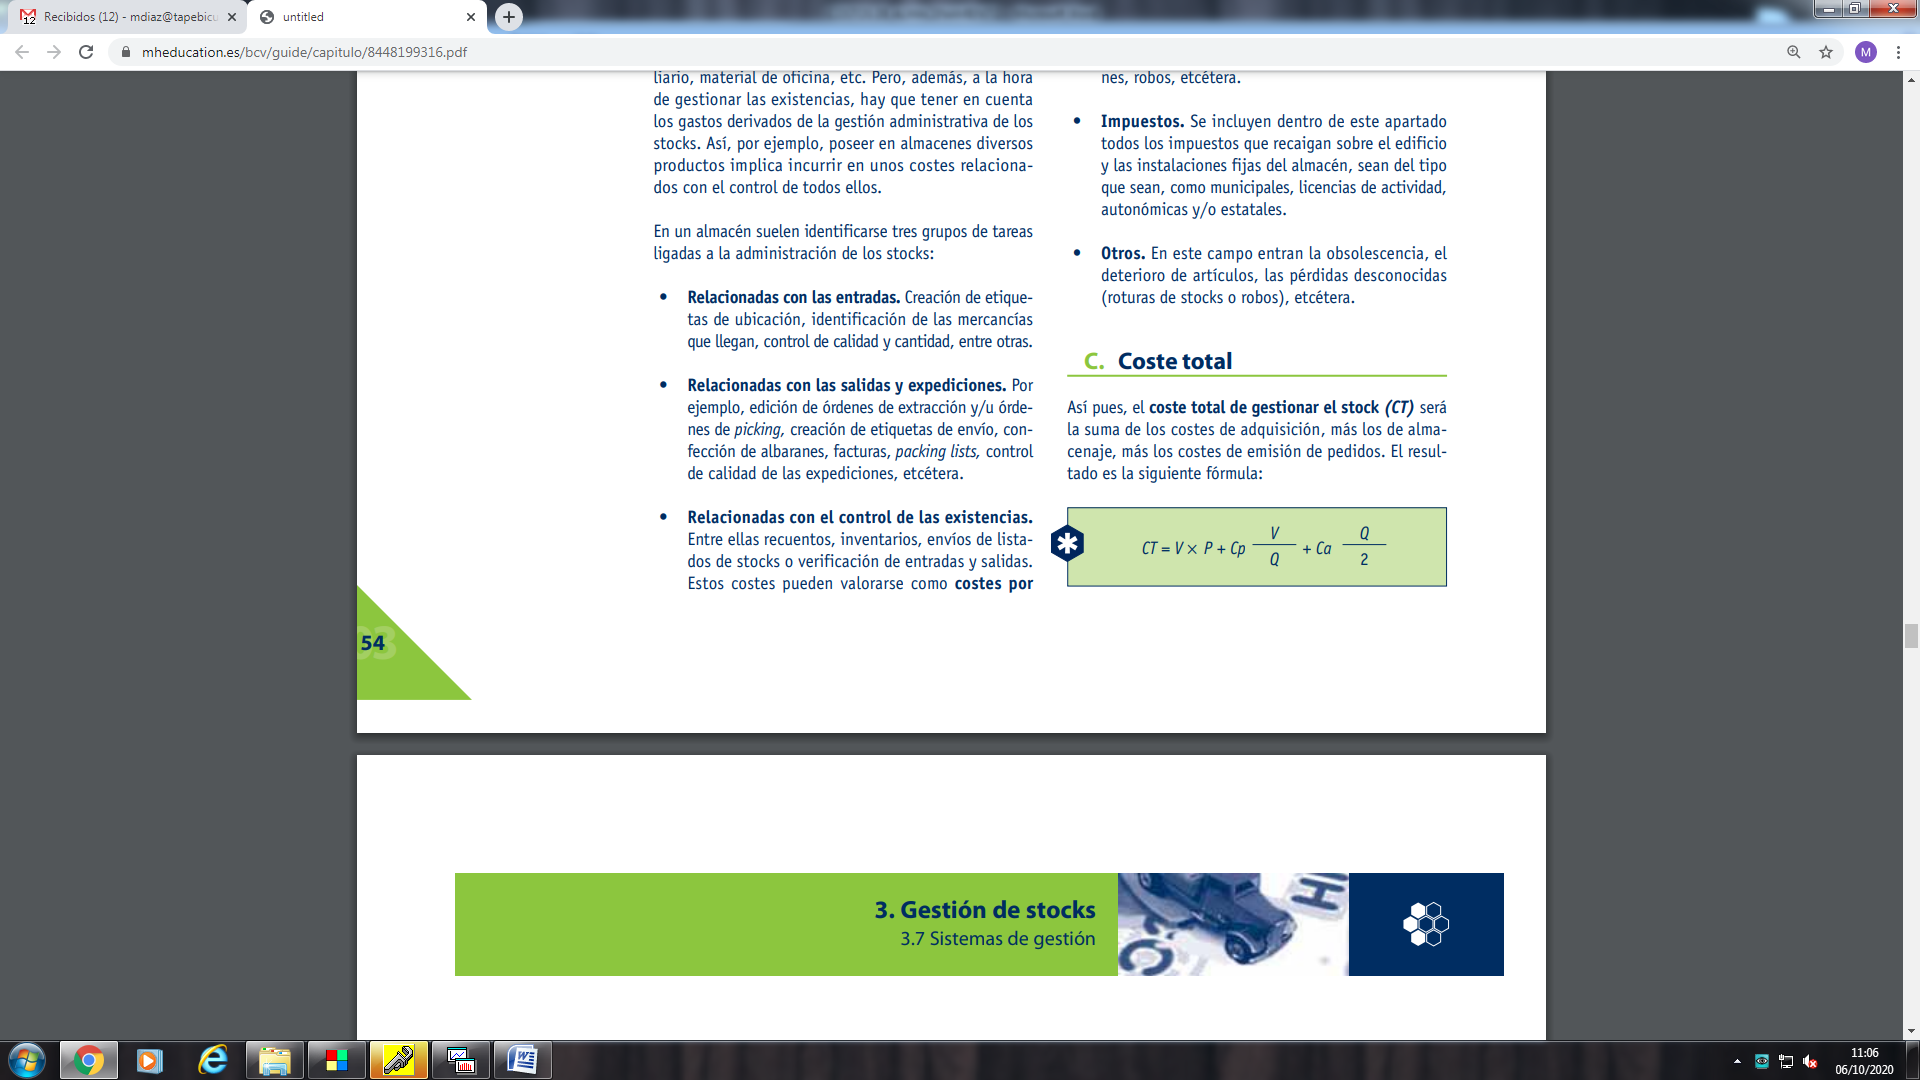 Recibidos (12) - mdiaz@tapebicu
untitled
mheducation.es/bcv/guide/capitulo/8448199316.pdf
M
liario, material de oficina, etc. Pero, además, a la hora
de gestionar las existencias, hay que tener en cuenta
los gastos derivados de la gestión administrativa de los
stocks. Así, por ejemplo, poseer en almacenes diversos
productos implica incurrir en unos costes relaciona-
dos con el control de todos ellos.
En un almacén suelen identificarse tres grupos de tareas
ligadas a la administración de los stocks:
• Relacionadas con las entradas. Creación de etique-
tas de ubicación, identificación de las mercancías
que llegan, control de calidad y cantidad, entre otras.
• Relacionadas con las salidas y expediciones. Por
ejemplo, edición de órdenes de extracción y/u órde-
nes de picking, creación de etiquetas de envío, con-
fección de albaranes, facturas, packing lists, control
de calidad de las expediciones, etcétera.
• Relacionadas con el control de las existencias.
Entre ellas recuentos, inventarios, envíos de lista-
dos de stocks o verificación de entradas y salidas.
Estos costes pueden valorarse como costes por
nes, robos, etcétera.
• Impuestos. Se incluyen dentro de este apartado
todos los impuestos que recaigan sobre el edificio
y las instalaciones fijas del almacén, sean del tipo
que sean, como municipales, licencias de actividad,
autonómicas y/o estatales.
• Otros. En este campo entran la obsolescencia, el
deterioro de artículos, las pérdidas desconocidas
(roturas de stocks o robos), etcétera.
C. Coste total
Así pues, el coste total de gestionar el stock (CT) será
la suma de los costes de adquisición, más los de alma-
cenaje, más los costes de emisión de pedidos. El resul-
tado es la siguiente fórmula:
CT = V × P + Cp V/Q + Ca Q/2
03
54
3. Gestión de stocks
3.7 Sistemas de gestión
11:06
06/10/2020